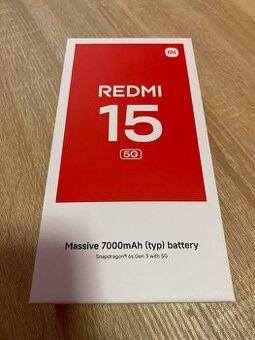 mi
REDMI
15
5G
Massive 7000mAh (typ) battery
Snapdragon® 6s Gen 3 with 5G